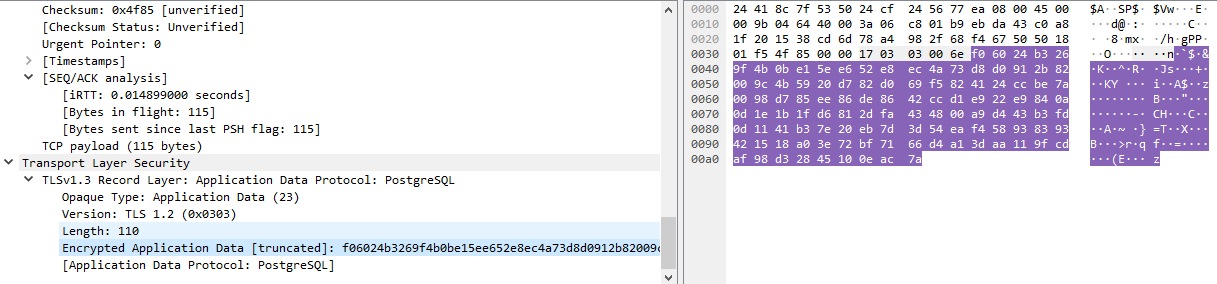 Checksum: 0x4f85 [unverified]
[Checksum Status: Unverified]
Urgent Pointer: 0
[Timestamps]
[SEQ/ACK analysis]
[iRTT: 0.014899000 seconds]
[Bytes in flight: 115]
[Bytes sent since last PSH flag: 115]
TCP payload (115 bytes)
Transport Layer Security
TLSv1.3 Record Layer: Application Data Protocol: PostgreSQL
Opaque Type: Application Data (23)
Version: TLS 1.2 (0x0303)
Length: 110
Encrypted Application Data [truncated]: f06024b3269f4b0be15ee652e8ec4a73d8d0912b82009c
[Application Data Protocol: PostgreSQL]
0000 24 41 8c 7f 53 50 24 cf 24 56 77 ea 08 00 45 00 $A··SP$· $Vw···E·
0010 00 9b 04 64 40 00 3a 06 c8 01 b9 eb da 43 c0 a8 ···d@·:· ·····C··
0020 1f 20 15 38 cd 6d 78 a4 98 2f 68 f4 67 50 50 18 · ·8·mx· ·/h·gPP·
0030 01 f5 4f 85 00 00 17 03 03 00 6e f0 60 24 b3 26 ··O····· ··n·`$·&
0040 9f 4b 0b e1 5e e6 52 e8 ec 4a 73 d8 d0 91 2b 82 ·K··^·R· ·Js···+·
0050 00 9c 4b 59 20 d7 82 d0 69 f5 82 41 24 cc be 7a ··KY ··· i··A$··z
0060 00 98 d7 85 ee 86 de 86 42 cc d1 e9 22 e9 84 0a ········ B···"···
0070 0d 1e 1b 1f d6 81 2d fa 43 48 00 a9 d4 43 b3 fd ······-· CH···C··
0080 0d 11 41 b3 7e 20 eb 7d 3d 54 ea f4 58 93 83 93 ··A·~ ·} =T··X···
0090 42 15 18 a0 3e 72 bf 71 66 d4 a1 3d aa 11 9f cd B···>r·q f··=····
00a0 af 98 d3 28 45 10 0e ac 7a ···(E··· z